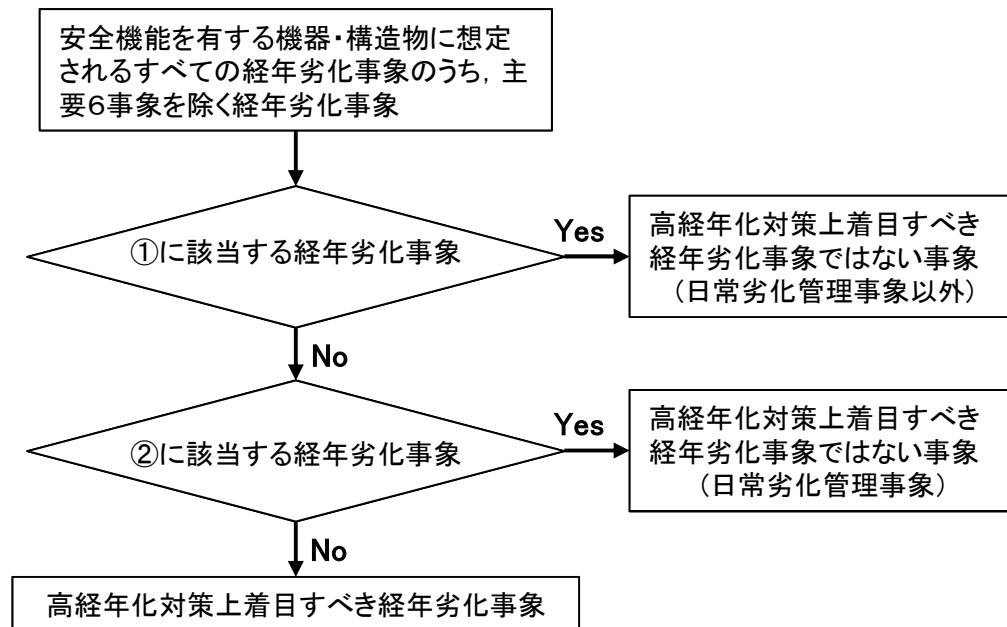 安全機能を有する機器・構造物に想定
されるすべての経年劣化事象のうち，主
要６事象を除く経年劣化事象
①に該当する経年劣化事象
Yes
高経年化対策上着目すべき
経年劣化事象ではない事象
（日常劣化管理事象以外）
No
②に該当する経年劣化事象
Yes
高経年化対策上着目すべき
経年劣化事象ではない事象
（日常劣化管理事象）
No
高経年化対策上着目すべき経年劣化事象